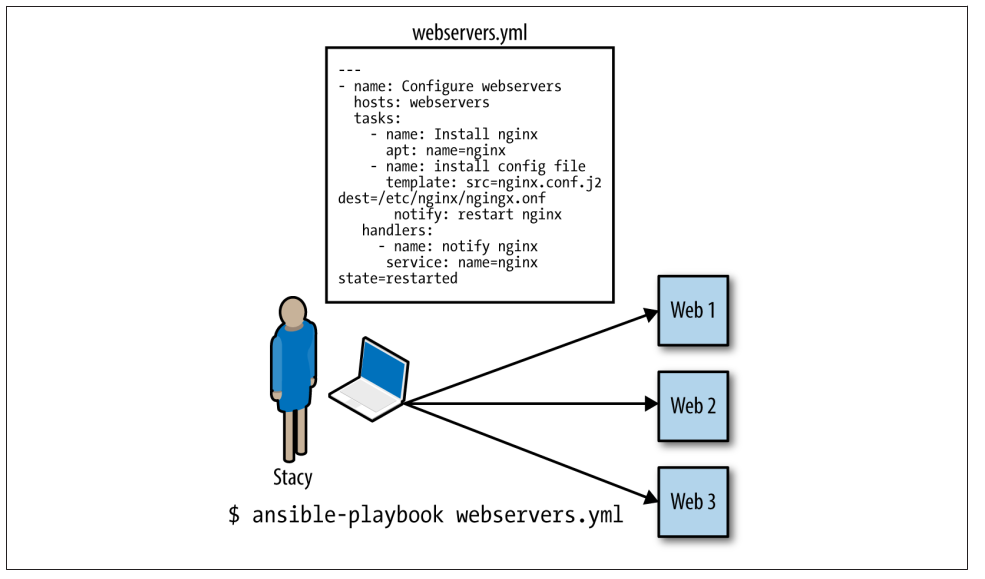 webservers.yml
---
- name: Configure webservers
  hosts: webservers
  tasks:
    - name: Install nginx
      apt: name=nginx
    - name: install config file
      template: src=nginx.conf.j2
dest=/etc/nginx/ngingx.onf
       notify: restart nginx
   handlers:
     - name: notify nginx
      service: name=nginx
state=restarted
Web 1
Web 2
Web 3
Stacy
$ ansible-playbook webservers.yml